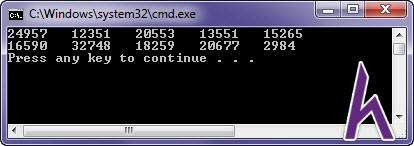 C:\Windows\system32\cmd.exe
24957 12351 20553 13551 15265
16590 32748 18259 20677 2984
Press any key to continue . . .